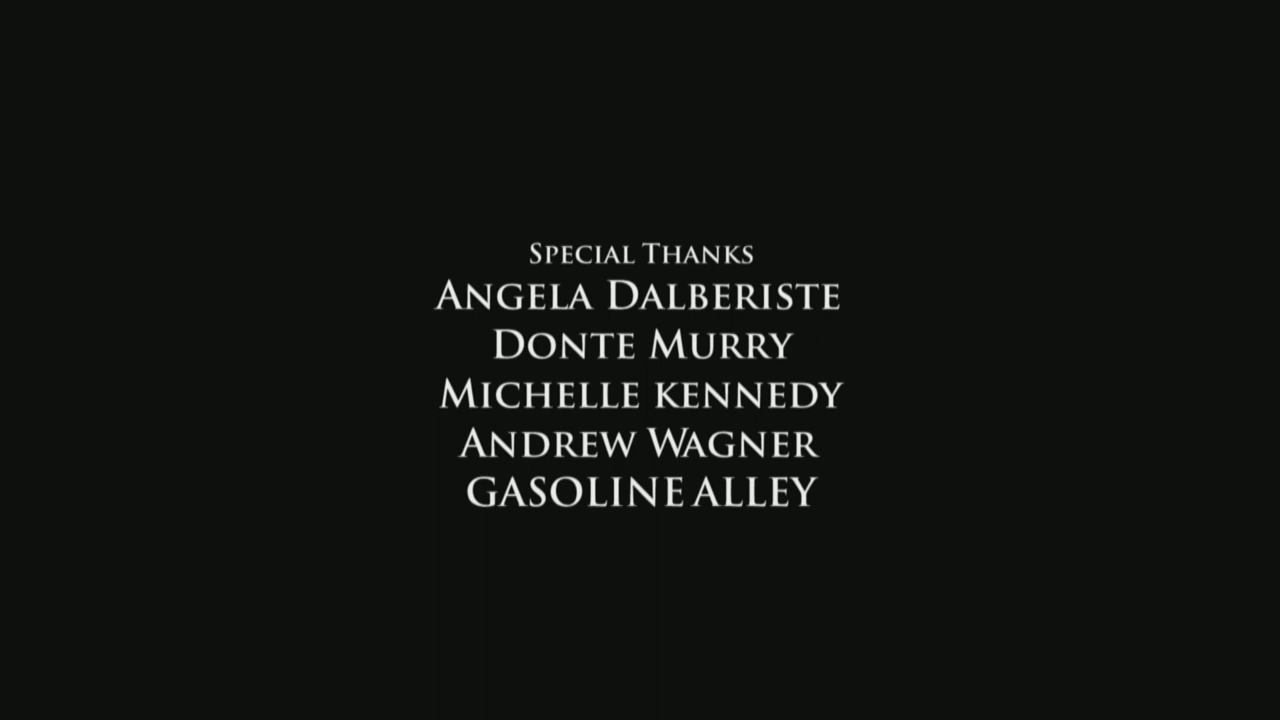 Special Thanks
Angela Dalberiste
Donte Murry
Michelle kennedy
Andrew Wagner
GASOLINE ALLEY